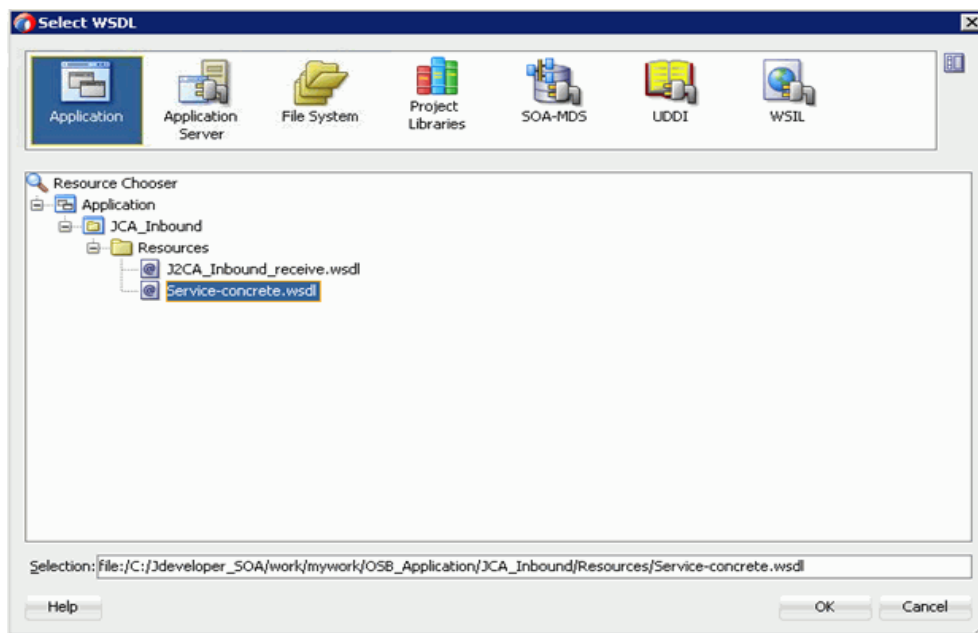 Select WSDL
Application
Application Server
File System
Project Libraries
SOA-MDS
UDDI
WSIL
Resource Chooser
Application
JCA_Inbound
Resources
J2CA_Inbound_receive.wsdl
Service-concrete.wsdl
Selection: file:/C:/Jdeveloper_SOA/work/mywork/OSB_Application/JCA_Inbound/Resources/Service-concrete.wsdl
Help
OK
Cancel